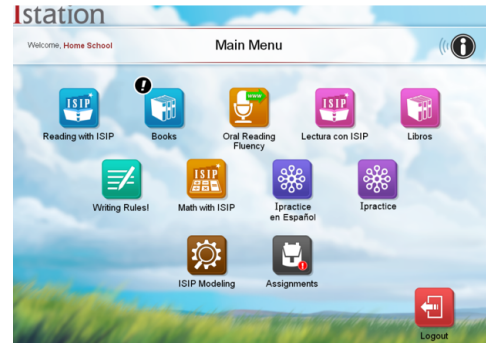 Istation
Welcome, Home School
Main Menu
ISIP
Reading with ISIP
!
Books
www
Oral Reading
Fluency
ISIP
Lectura con ISIP
Libros
Writing Rules!
ISIP
Math with ISIP
Ipractice
en Español
Ipractice
ISIP Modeling
!
Assignments
Logout